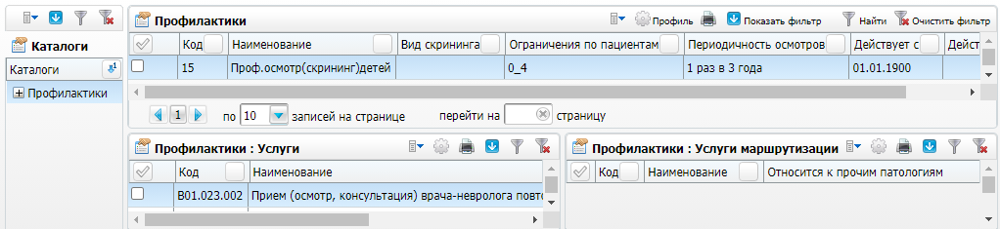 Каталоги
Каталоги
Профилактики
Профилактики
Профиль
Показать фильтр
Найти
Очистить фильтр
Код Наименование Вид скрининга Ограничения по пациентам Периодичность осмотров Действует с Дейст
15 Проф.осмотр(скрининг)детей 0_4 1 раз в 3 года 01.01.1900
1 по 10 записей на странице перейти на страницу
Профилактики : Услуги
Код Наименование
B01.023.002 Прием (осмотр, консультация) врача-невролога повто
Профилактики : Услуги маршрутизации
Код Наименование Относится к прочим патологиям